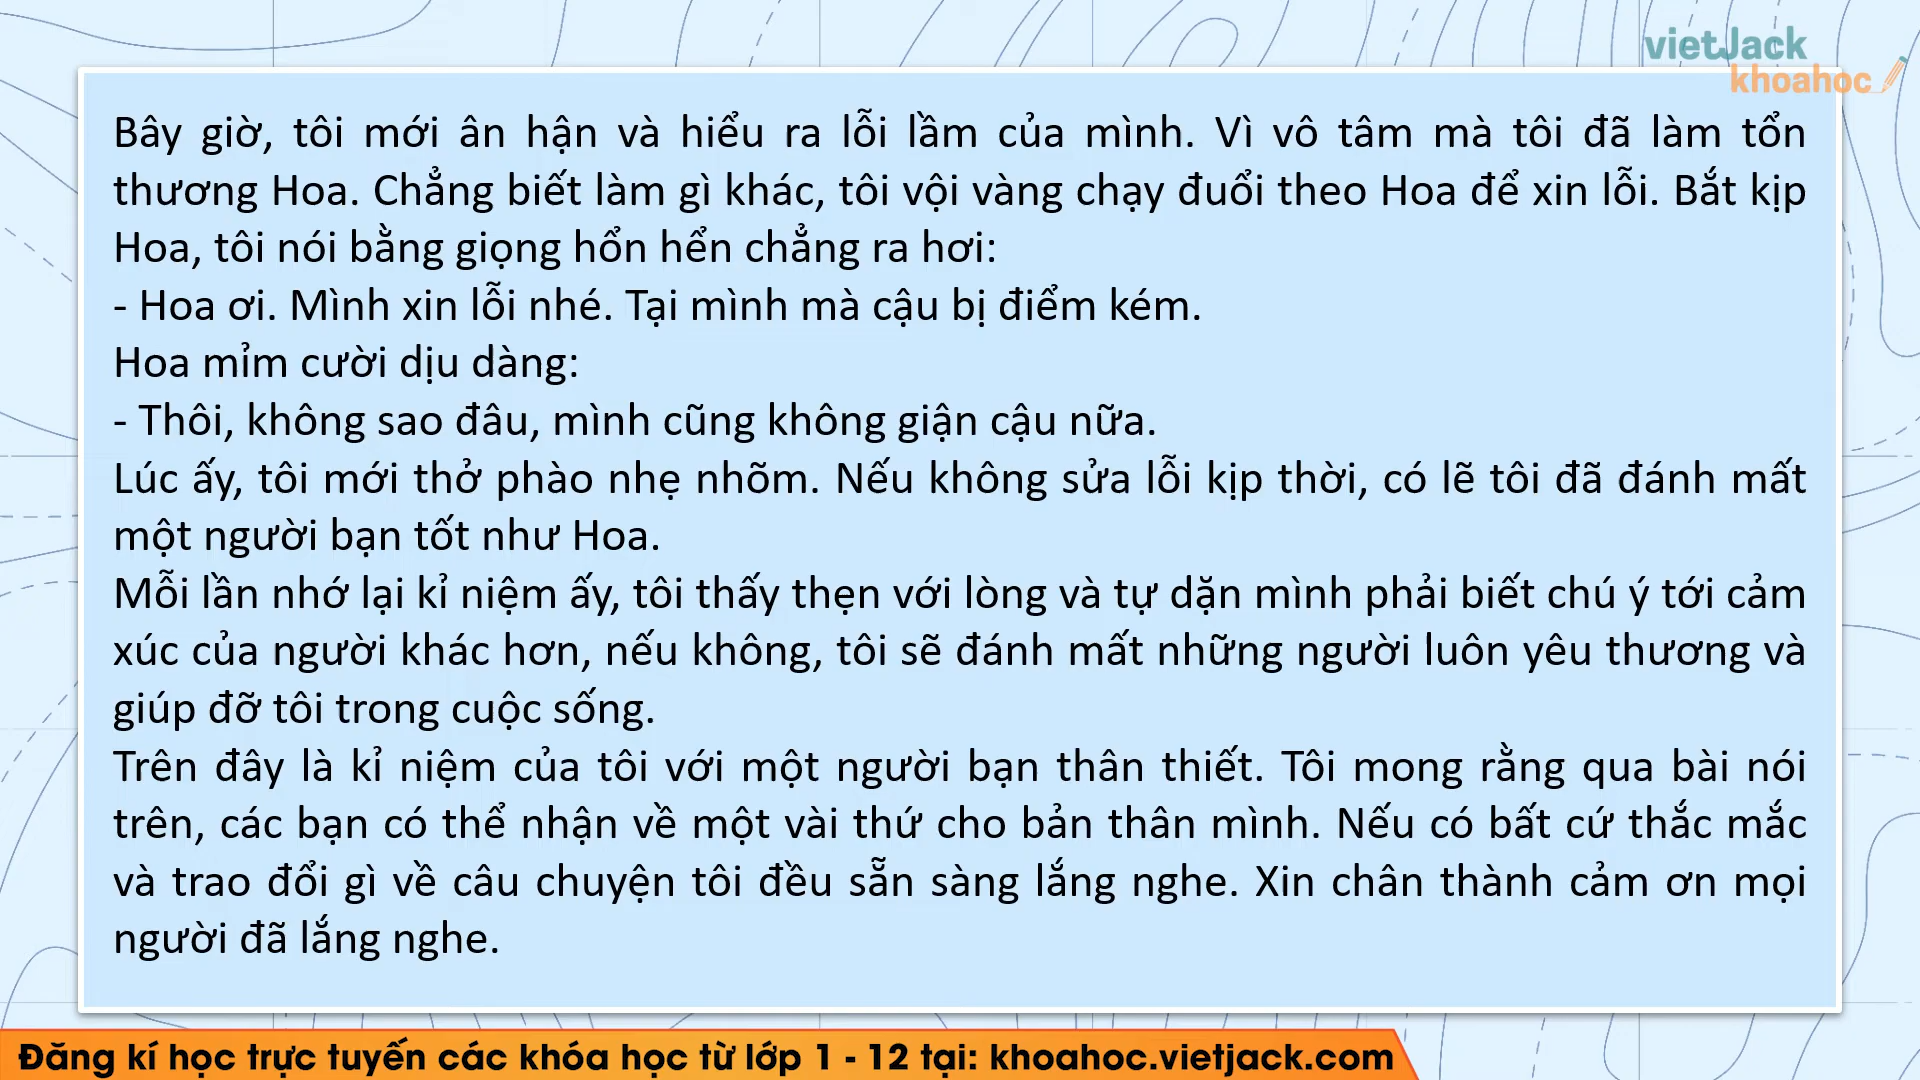 vietJack
khoahoc
Bây giờ, tôi mới ân hận và hiểu ra lỗi lầm của mình. Vì vô tâm mà tôi đã làm tổn
thương Hoa. Chẳng biết làm gì khác, tôi vội vàng chạy đuổi theo Hoa để xin lỗi. Bắt kịp
Hoa, tôi nói bằng giọng hổn hển chẳng ra hơi:
- Hoa ơi. Mình xin lỗi nhé. Tại mình mà cậu bị điểm kém.
Hoa mỉm cười dịu dàng:
- Thôi, không sao đâu, mình cũng không giận cậu nữa.
Lúc ấy, tôi mới thở phào nhẹ nhõm. Nếu không sửa lỗi kịp thời, có lẽ tôi đã đánh mất
một người bạn tốt như Hoa.
Mỗi lần nhớ lại kỉ niệm ấy, tôi thấy thẹn với lòng và tự dặn mình phải biết chú ý tới cảm
xúc của người khác hơn, nếu không, tôi sẽ đánh mất những người luôn yêu thương và
giúp đỡ tôi trong cuộc sống.
Trên đây là kỉ niệm của tôi với một người bạn thân thiết. Tôi mong rằng qua bài nói
trên, các bạn có thể nhận về một vài thứ cho bản thân mình. Nếu có bất cứ thắc mắc
và trao đổi gì về câu chuyện tôi đều sẵn sàng lắng nghe. Xin chân thành cảm ơn mọi
người đã lắng nghe.
Đăng kí học trực tuyến các khóa học từ lớp 1 - 12 tại: khoahoc.vietjack.com